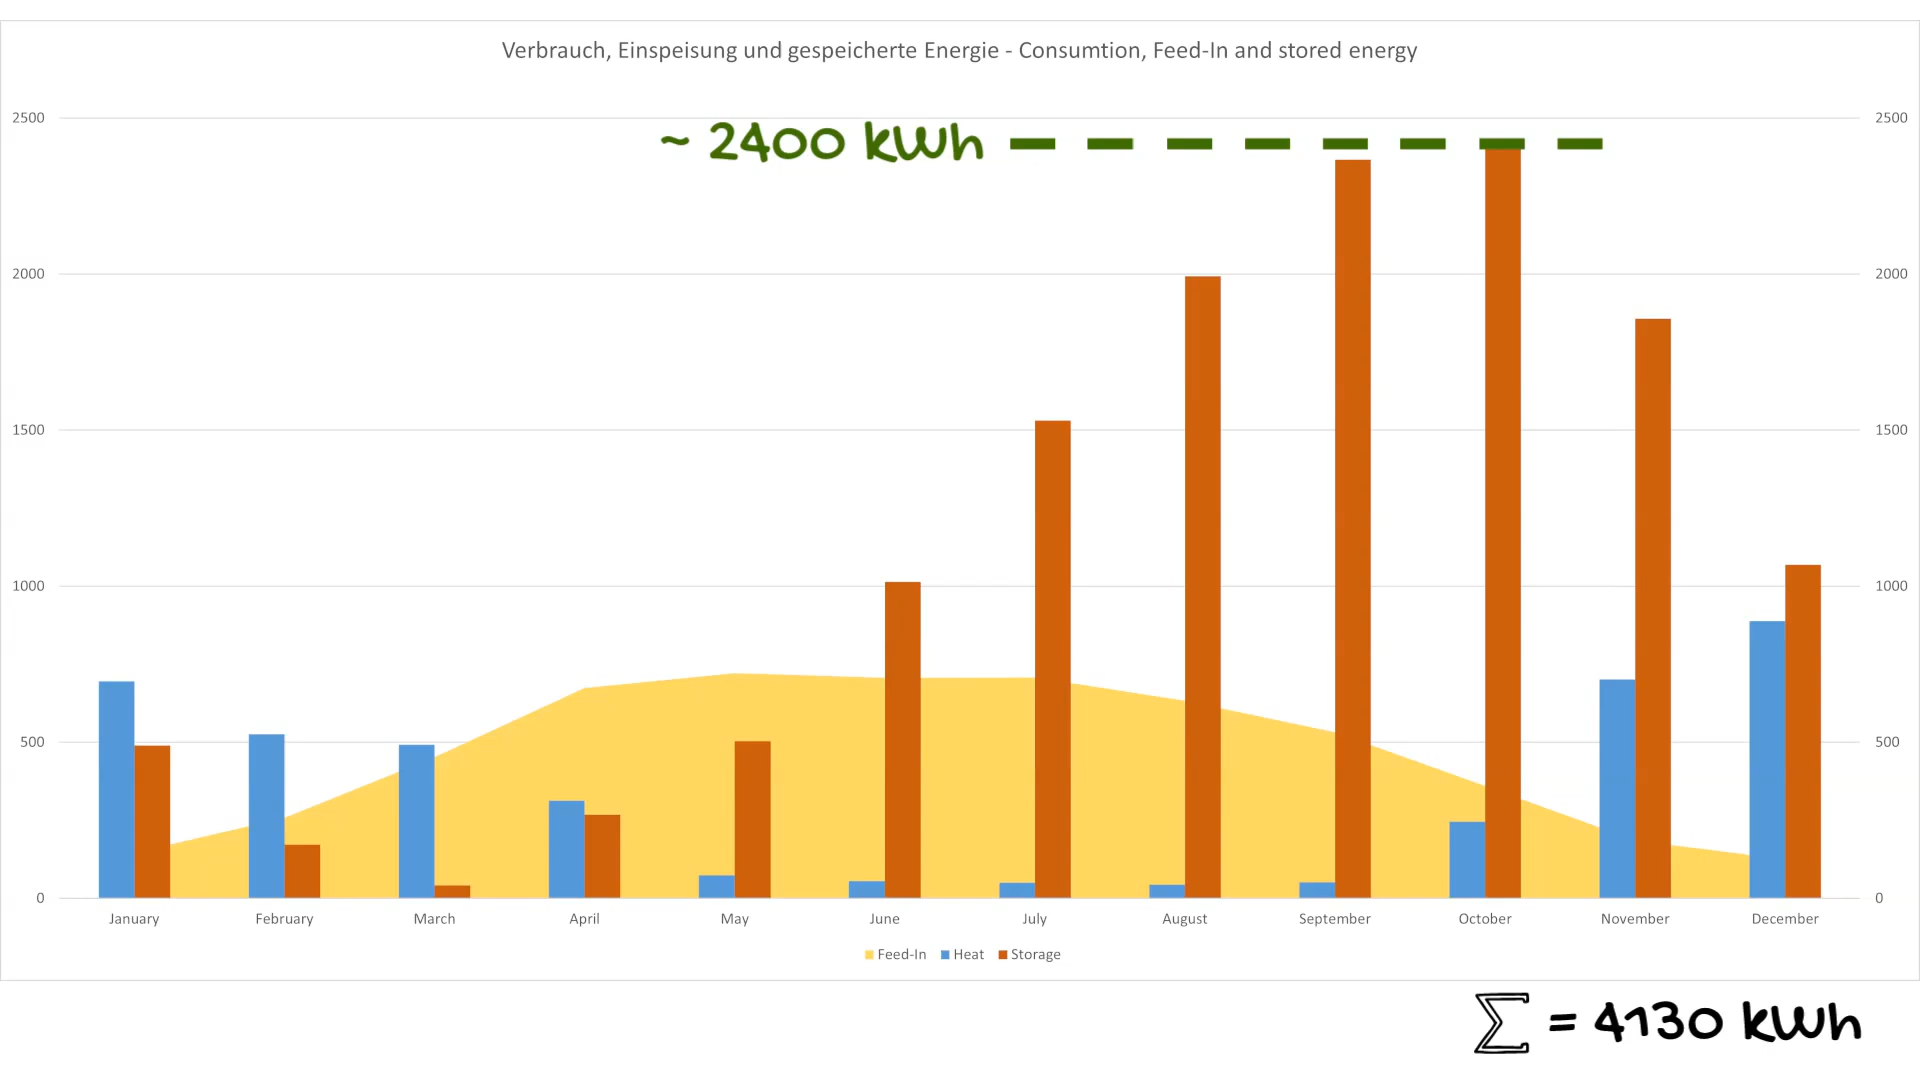 Verbrauch, Einspeisung und gespeicherte Energie - Consumtion, Feed-In and stored energy
~ 2400 kWh
2500 2500
2000 2000
1500 1500
1000 1000
500 500
0 0
January February March April May June July August September October November December
Feed-In Heat Storage
∑ = 4130 kWh